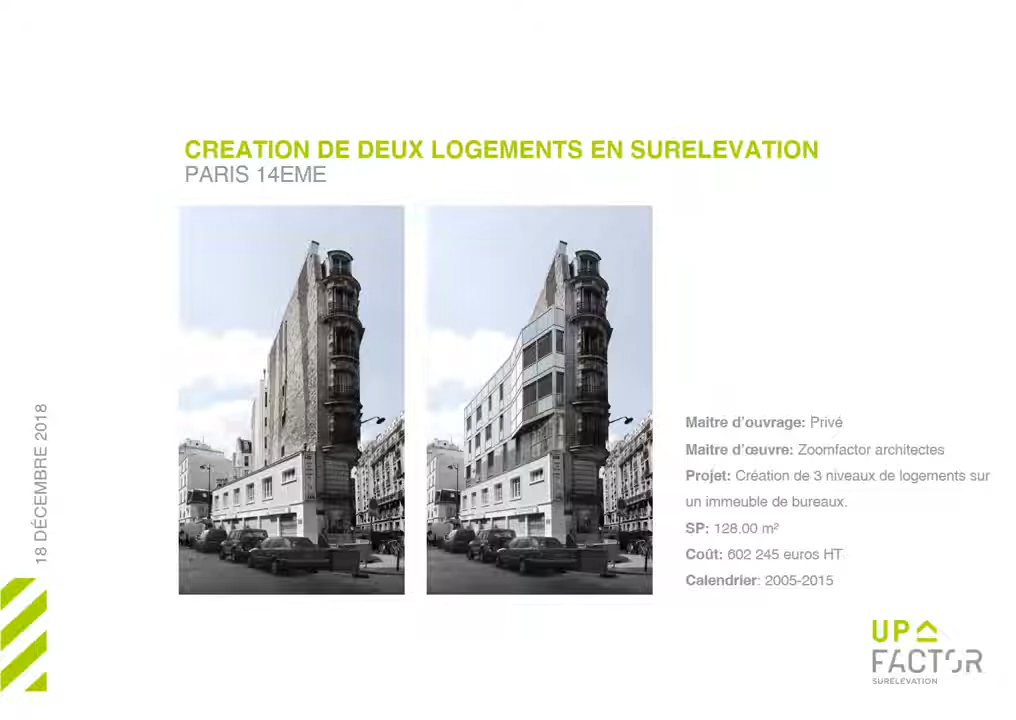 CREATION DE DEUX LOGEMENTS EN SURELEVATION
PARIS 14EME
Maitre d'ouvrage: Privé
Maitre d'œuvre: Zoomfactor architectes
Projet: Création de 3 niveaux de logements sur
un immeuble de bureaux.
SP: 128.00 m²
Coût: 602 245 euros HT
Calendrier: 2005-2015
18 DÉCEMBRE 2018
UP
FACTOR
SURELEVATION